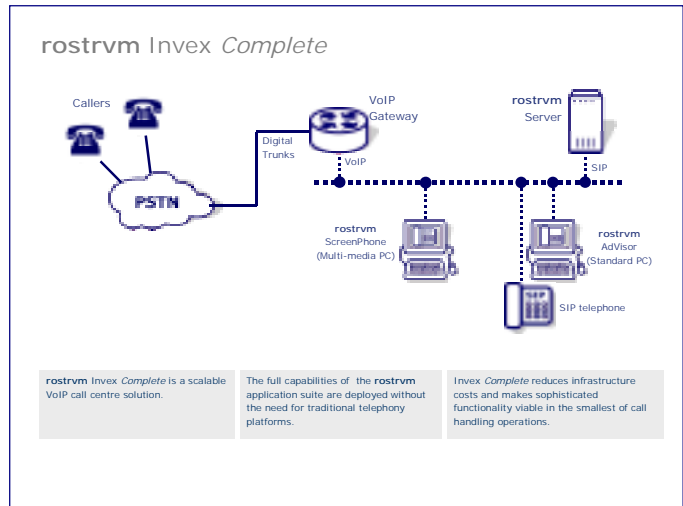 rostrvm Invex Complete
Callers
VoIP
Gateway
rostrvm
Server
Digital
Trunks
VoIP
SIP
PSTN
rostrvm
ScreenPhone
(Multi-media PC)
rostrvm
AdVisor
(Standard PC)
SIP
SIP telephone
rostrvm Invex Complete is a scalable
VoIP call centre solution.
The full capabilities of the rostrvm
application suite are deployed without
the need for traditional telephony
platforms.
Invex Complete reduces infrastructure
costs and makes sophisticated
functionality viable in the smallest of call
handling operations.